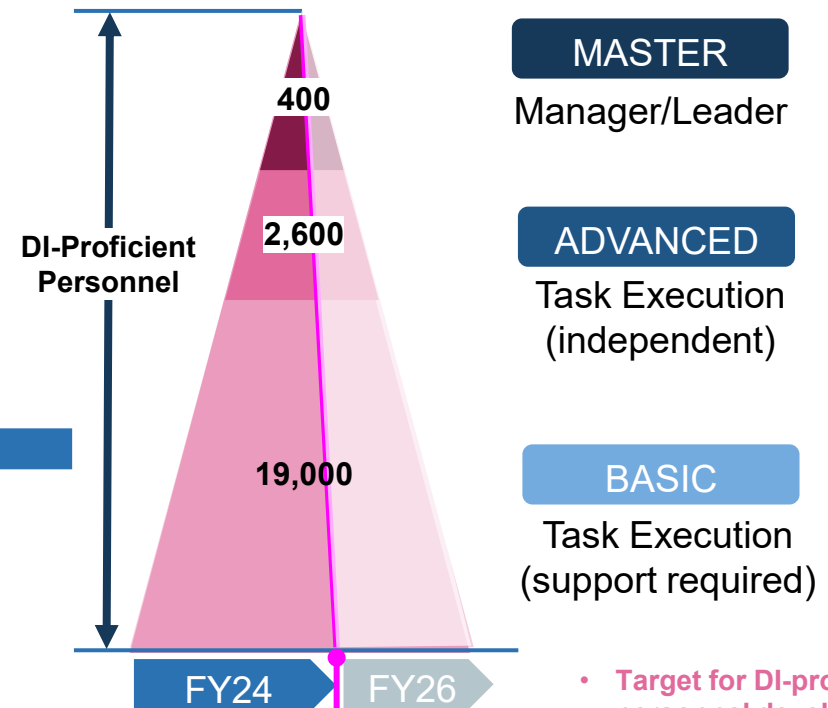 MASTER
Manager/Leader
400
DI-Proficient
Personnel
2,600
ADVANCED
Task Execution
(independent)
19,000
BASIC
Task Execution
(support required)
FY24
FY26
• Target for DI-pro